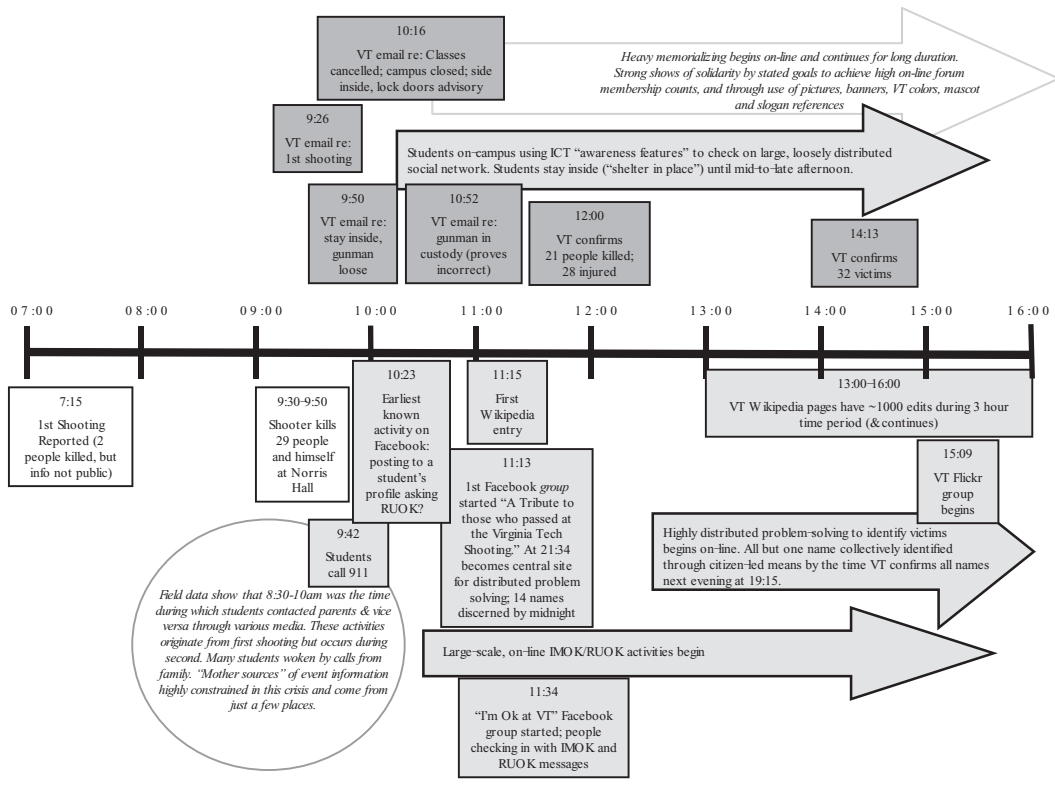 10:16
VT email re: Classes
cancelled; campus closed; side
inside, lock doors advisory
Heavy memorializing begins on-line and continues for long duration.
Strong shows of solidarity by stated goals to achieve high on-line forum
membership counts, and through use of pictures, banners, VT colors, mascot
and slogan references
9:26
VT email re:
1st shooting
Students on-campus using ICT “awareness features” to check on large, loosely distributed
social network. Students stay inside (“shelter in place”) until mid-to-late afternoon.
9:50
VT email re:
stay inside,
gunman
loose
10:52
VT email re:
gunman in
custody (proves
incorrect)
12:00
VT confirms
21 people killed;
28 injured
14:13
VT confirms
32 victims
07:00 08:00 09:00 10:00 11:00 12:00 13:00 14:00 15:00 16:00
7:15
1st Shooting
Reported (2
people killed, but
info not public)
9:30-9:50
Shooter kills
29 people
and himself
at Norris
Hall
10:23
Earliest
known
activity on
Facebook:
posting to a
student’s
profile asking
RUOK?
11:15
First
Wikipedia
entry
13:00-16:00
VT Wikipedia pages have ~1000 edits during 3 hour
time period (& continues)
11:13
1st Facebook group
started “A Tribute to
those who passed at
the Virginia Tech
Shooting.” At 21:34
becomes central site
for distributed problem
solving; 14 names
discerned by midnight
15:09
VT Flickr
group
begins
9:42
Students
call 911
Highly distributed problem-solving to identify victims
begins on-line. All but one name collectively identified
through citizen-led means by the time VT confirms all names
next evening at 19:15.
Field data show that 8:30-10am was the time
during which students contacted parents & vice
versa through various media. These activities
originate from first shooting but occurs during
second. Many students woken by calls from
family. “Mother sources” of event information
highly constrained in this crisis and come from
just a few places.
Large-scale, on-line IMOK/RUOK activities begin
11:34
“I’m Ok at VT” Facebook
group started; people
checking in with IMOK and
RUOK messages